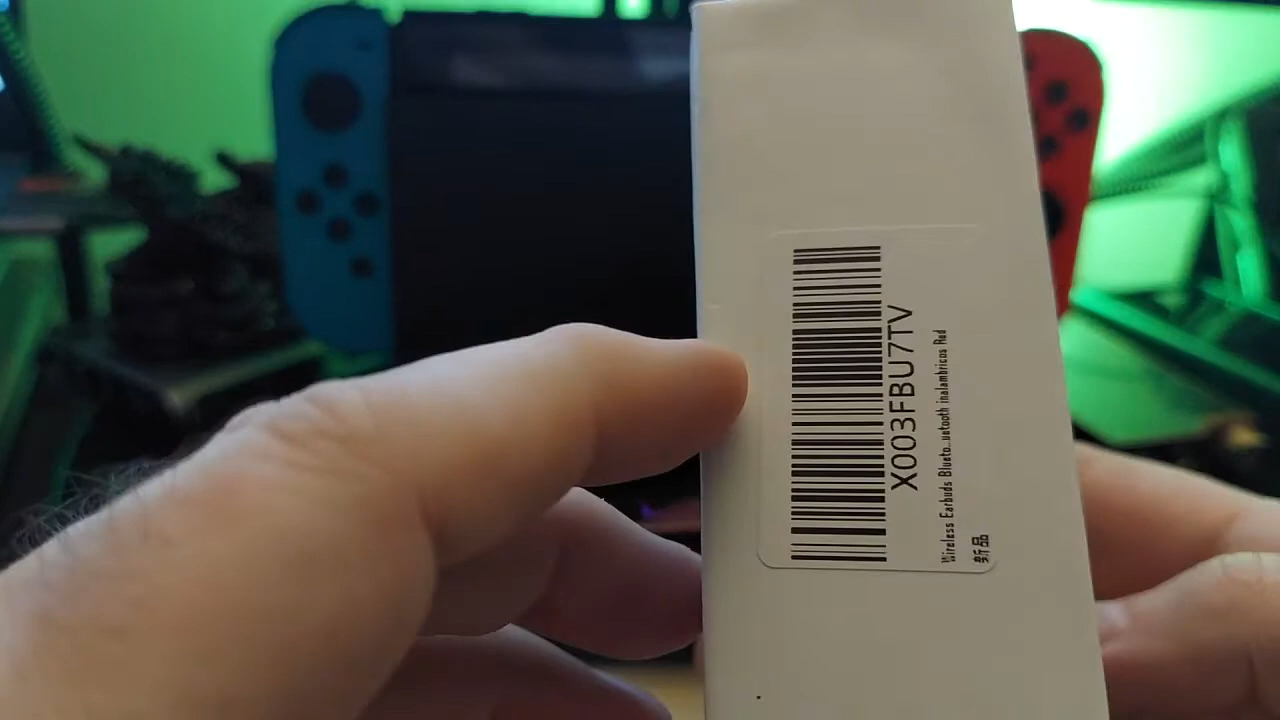 X003FBU7TV
Wireless Earbuds Blueto...uetooth inalambricos Red
新品